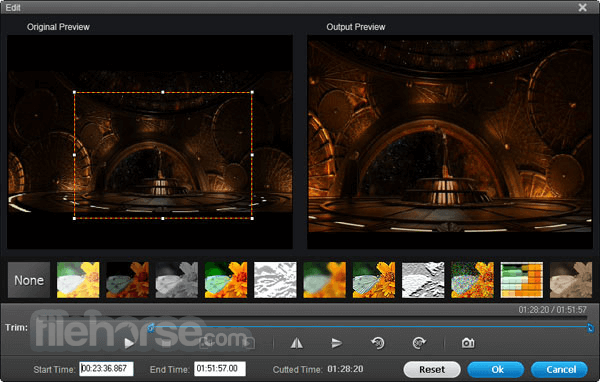 Edit
Original Preview
Output Preview
None
01:28:20 / 01:51:57
Trim:
filehorse.com
Start Time: 00:23:36.867 End Time: 01:51:57.00 Cutted Time: 01:28:20 Reset Ok Cancel